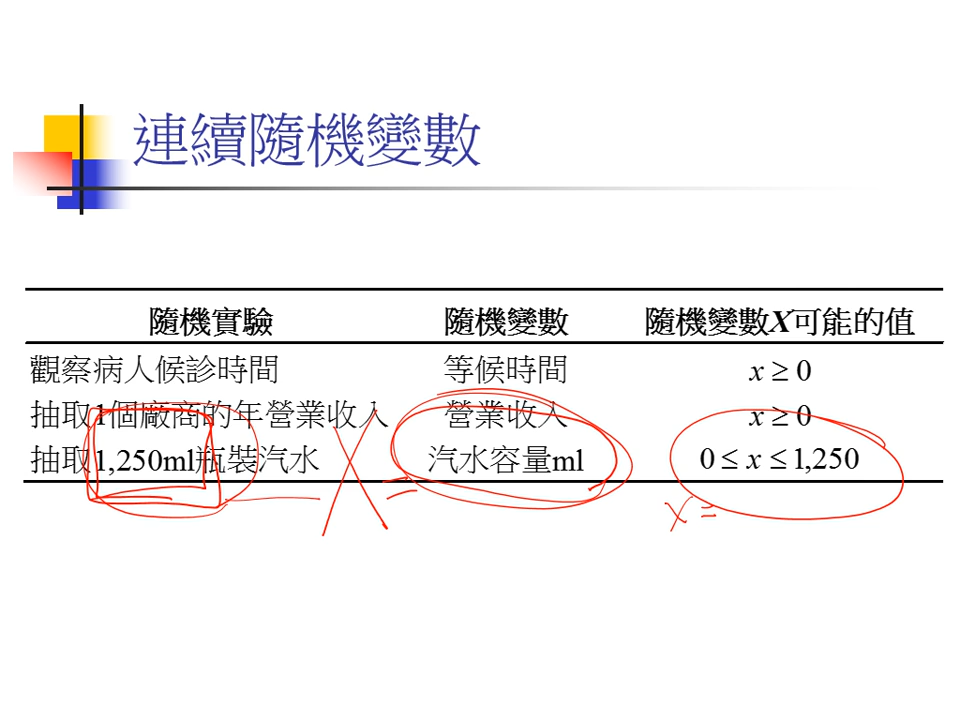 連續隨機變數
隨機實驗 隨機變數 隨機變數X可能的值
觀察病人候診時間 等候時間 x ≥ 0
抽取1個廠商的年營業收入 營業收入 x ≥ 0
抽取1,250ml瓶裝汽水 汽水容量ml 0 ≤ x ≤ 1,250
X =
X =